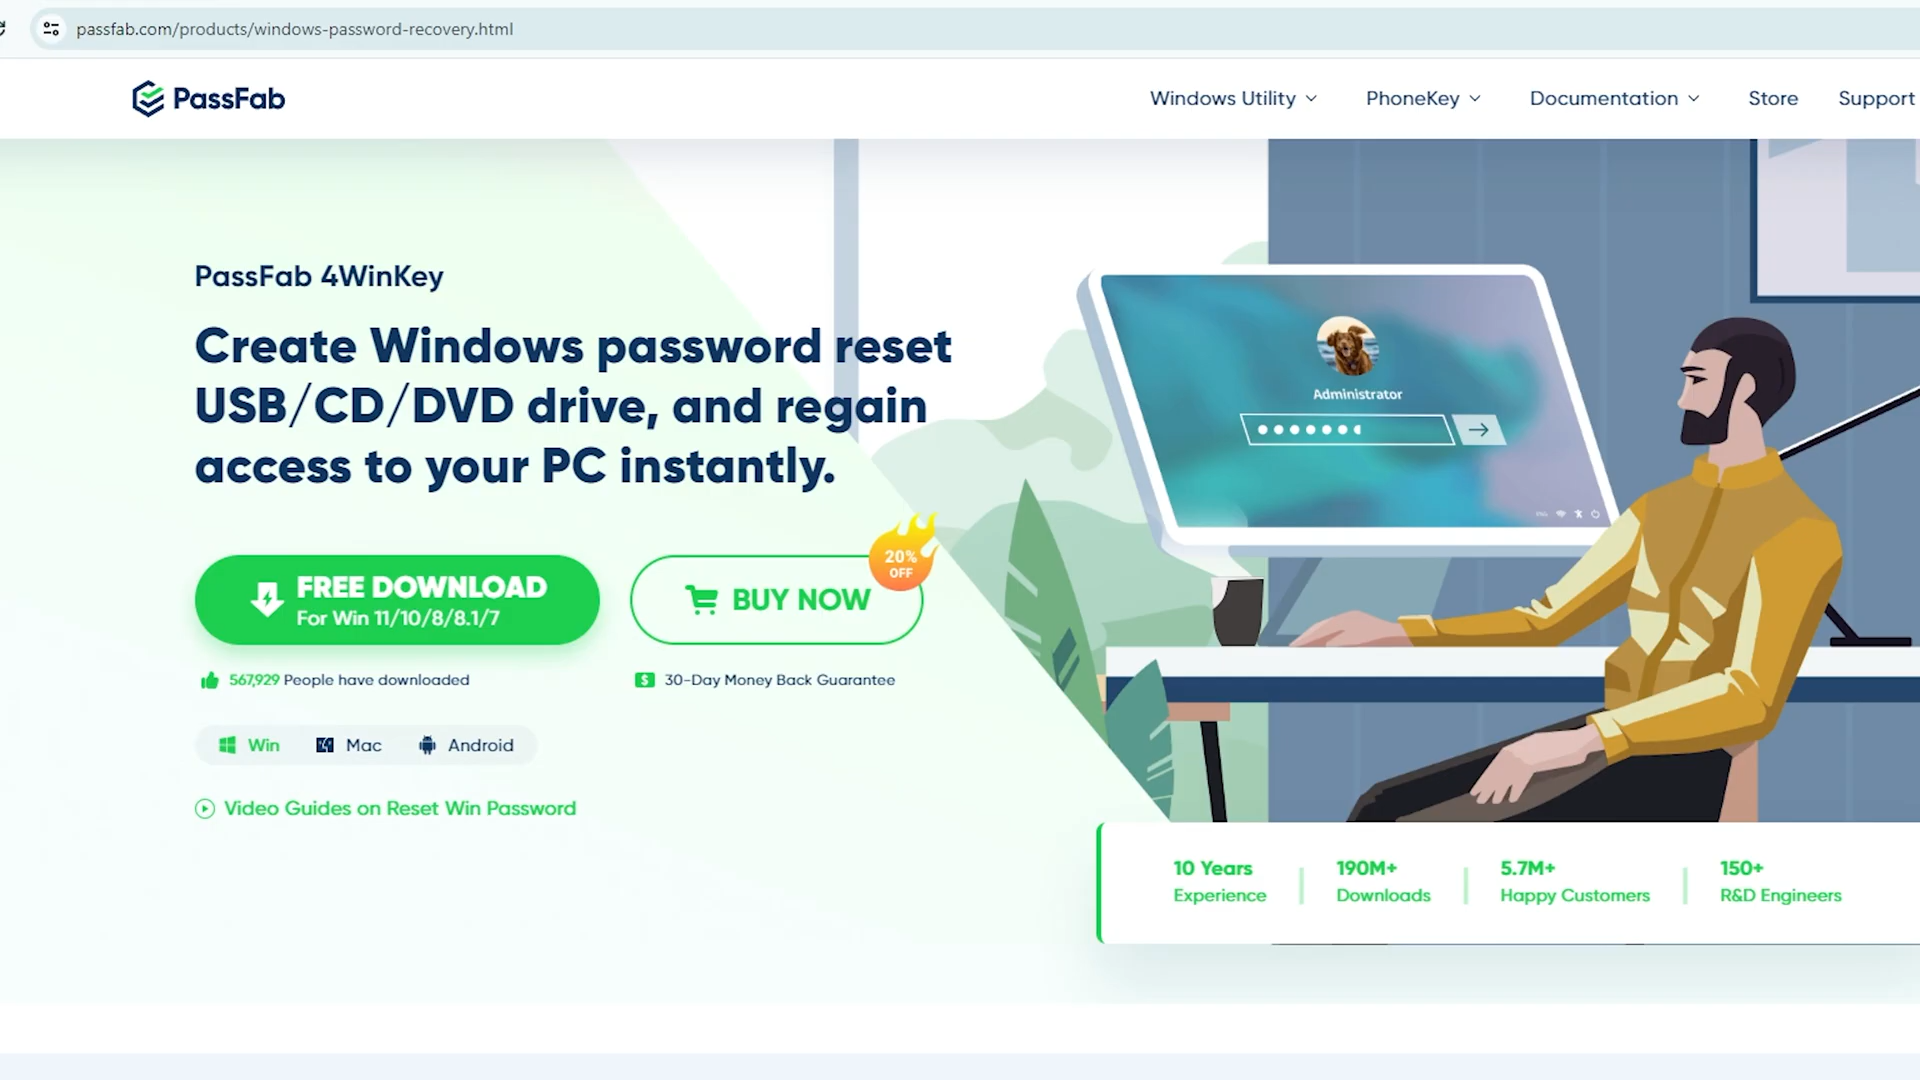 passfab.com/products/windows-password-recovery.html
PassFab
Windows Utility
PhoneKey
Documentation
Store
Support
PassFab 4WinKey
Create Windows password reset
USB/CD/DVD drive, and regain
access to your PC instantly.
Administrator
FREE DOWNLOAD
For Win 11/10/8/8.1/7
BUY NOW
20%
OFF
567,929 People have downloaded
30-Day Money Back Guarantee
Win
Mac
Android
Video Guides on Reset Win Password
10 Years
Experience
190M+
Downloads
5.7M+
Happy Customers
150+
R&D Engineers